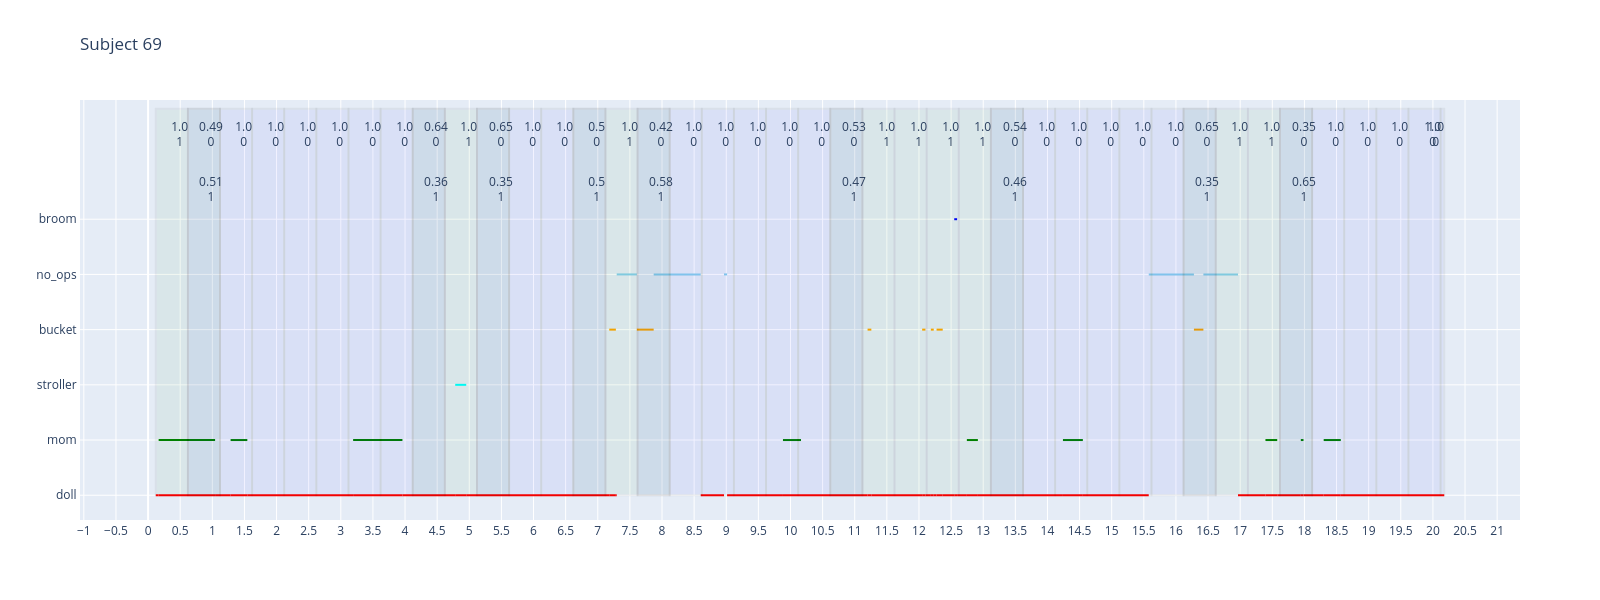 Subject 69
1.0 0.49 1.0 1.0 1.0 1.0 1.0 1.0 0.64 1.0 0.65 1.0 1.0 0.5 1.0 0.42 1.0 1.0 1.0 1.0 1.0 0.53 1.0 1.0 1.0 1.0 0.54 1.0 1.0 1.0 1.0 1.0 0.65 1.0 1.0 0.35 1.0 1.0 1.0 1.0
1 0 0 0 0 0 0 0 0 1 0 0 0 0 1 0 0 0 0 0 0 0 1 1 1 1 0 0 0 0 0 0 0 1 1 0 0 0 0 0
0.51 0.36 0.35 0.5 0.58 0.47 0.46 0.35 0.65
1 1 1 1 1 1 1 1 1
broom
no_ops
bucket
stroller
mom
doll
−1 −0.5 0 0.5 1 1.5 2 2.5 3 3.5 4 4.5 5 5.5 6 6.5 7 7.5 8 8.5 9 9.5 10 10.5 11 11.5 12 12.5 13 13.5 14 14.5 15 15.5 16 16.5 17 17.5 18 18.5 19 19.5 20 20.5 21